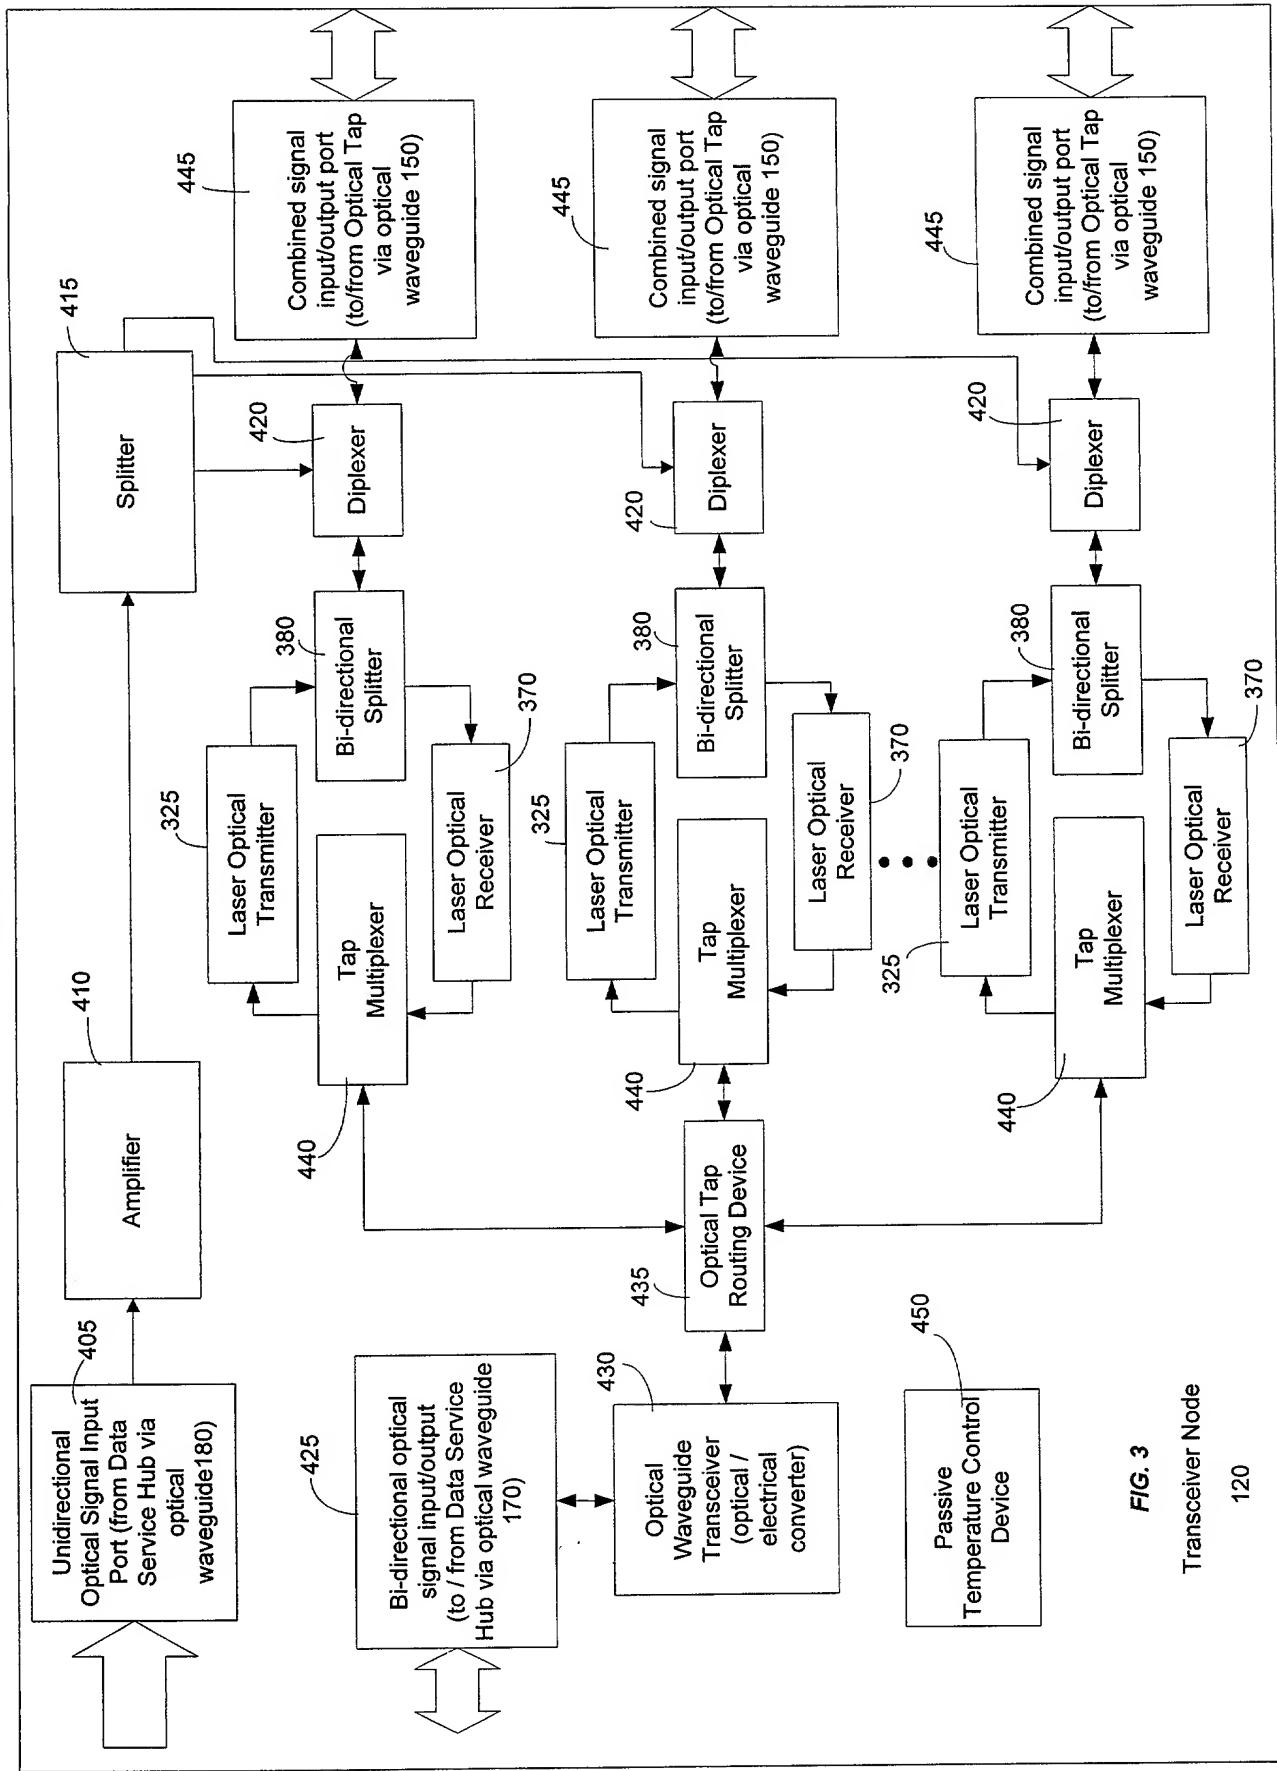 Unidirectional
Optical Signal Input
Port (from Data
Service Hub via
optical
waveguide180)
405
Amplifier
410
Splitter
415
325
Laser Optical
Transmitter
Tap
Multiplexer
440
Laser Optical
Receiver
370
380
Bi-directional
Splitter
420
Diplexer
445
Combined signal
input/output port
(to/from Optical Tap
via optical
waveguide 150)
425
Bi-directional optical
signal input/output
(to / from Data Service
Hub via optical waveguide
170)
430
Optical
Waveguide
Transceiver
(optical /
electrical
converter)
435
Optical Tap
Routing Device
325
Laser Optical
Transmitter
Tap
Multiplexer
440
Laser Optical
Receiver
370
380
Bi-directional
Splitter
420
Diplexer
445
Combined signal
input/output port
(to/from Optical Tap
via optical
waveguide 150)
450
Passive
Temperature Control
Device
325
Laser Optical
Transmitter
Tap
Multiplexer
440
Laser Optical
Receiver
370
380
Bi-directional
Splitter
420
Diplexer
445
Combined signal
input/output port
(to/from Optical Tap
via optical
waveguide 150)
FIG. 3
Transceiver Node
120